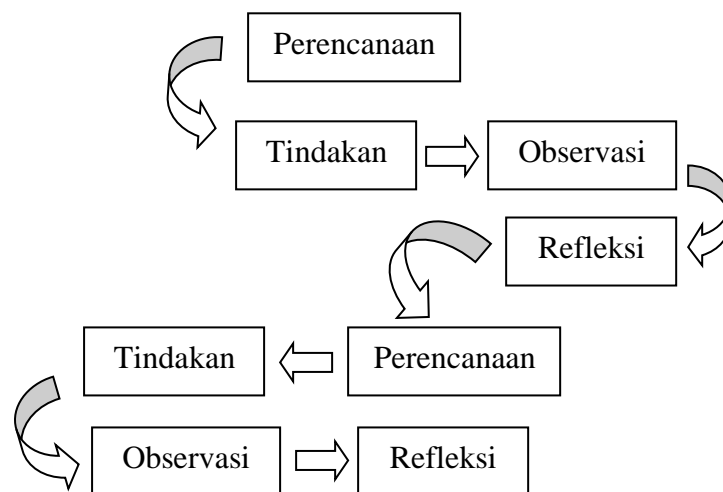 Perencanaan
Tindakan
Observasi
Refleksi
Perencanaan
Tindakan
Observasi
Refleksi